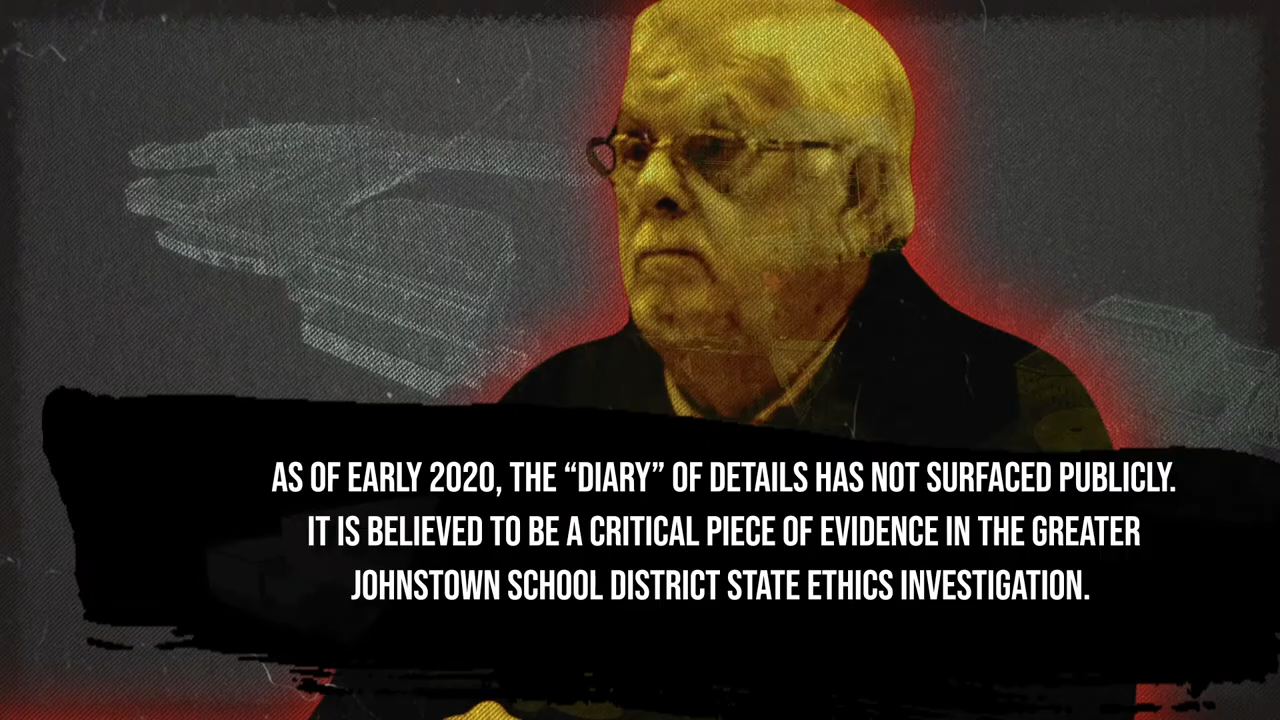 AS OF EARLY 2020, THE “DIARY” OF DETAILS HAS NOT SURFACED PUBLICLY.
IT IS BELIEVED TO BE A CRITICAL PIECE OF EVIDENCE IN THE GREATER
JOHNSTOWN SCHOOL DISTRICT STATE ETHICS INVESTIGATION.